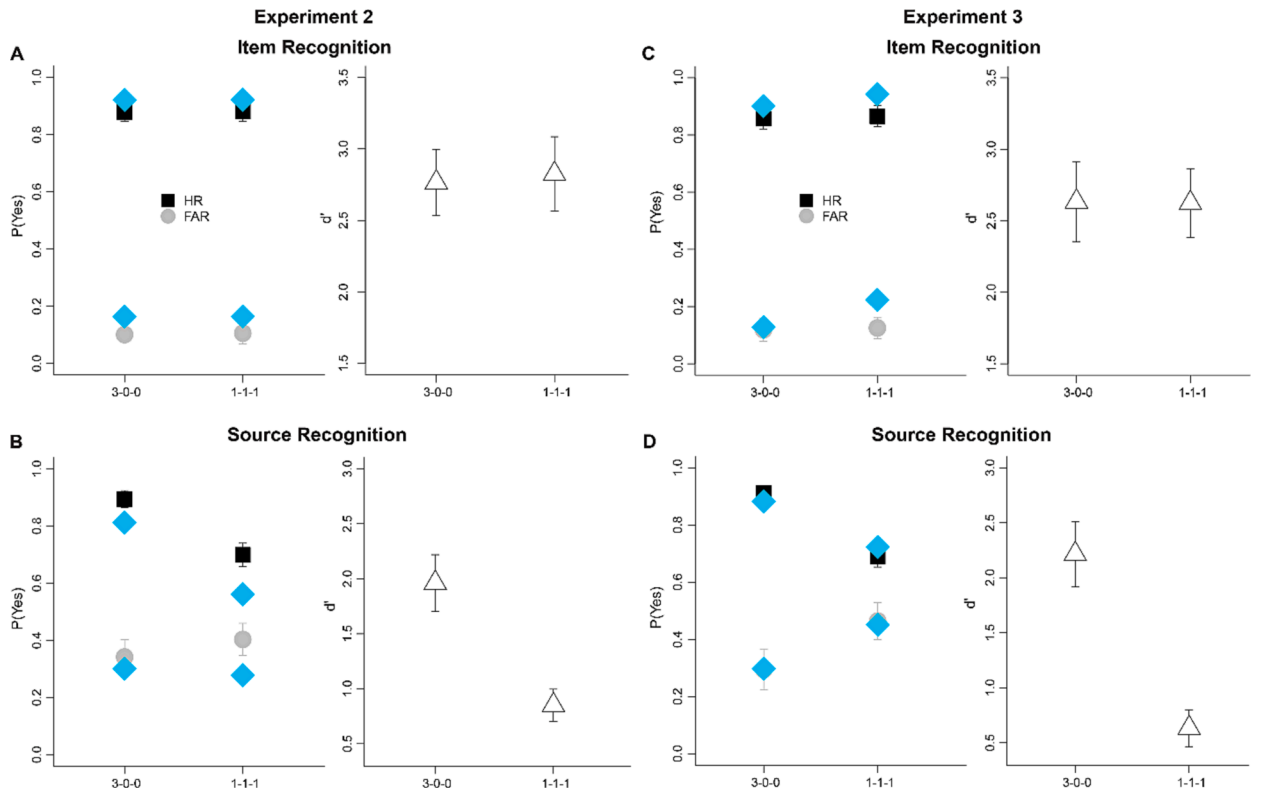 Experiment 2
Experiment 3
A
Item Recognition
C
Item Recognition
P(Yes)
0.0
0.2
0.4
0.6
0.8
1.0
HR
FAR
3-0-0
1-1-1
d'
1.5
2.0
2.5
3.0
3.5
3-0-0
1-1-1
P(Yes)
0.0
0.2
0.4
0.6
0.8
1.0
HR
FAR
3-0-0
1-1-1
d'
1.5
2.0
2.5
3.0
3.5
3-0-0
1-1-1
B
Source Recognition
D
Source Recognition
P(Yes)
0.0
0.2
0.4
0.6
0.8
1.0
3-0-0
1-1-1
d'
0.5
1.0
1.5
2.0
2.5
3.0
3-0-0
1-1-1
P(Yes)
0.0
0.2
0.4
0.6
0.8
1.0
3-0-0
1-1-1
d'
0.5
1.0
1.5
2.0
2.5
3.0
3-0-0
1-1-1